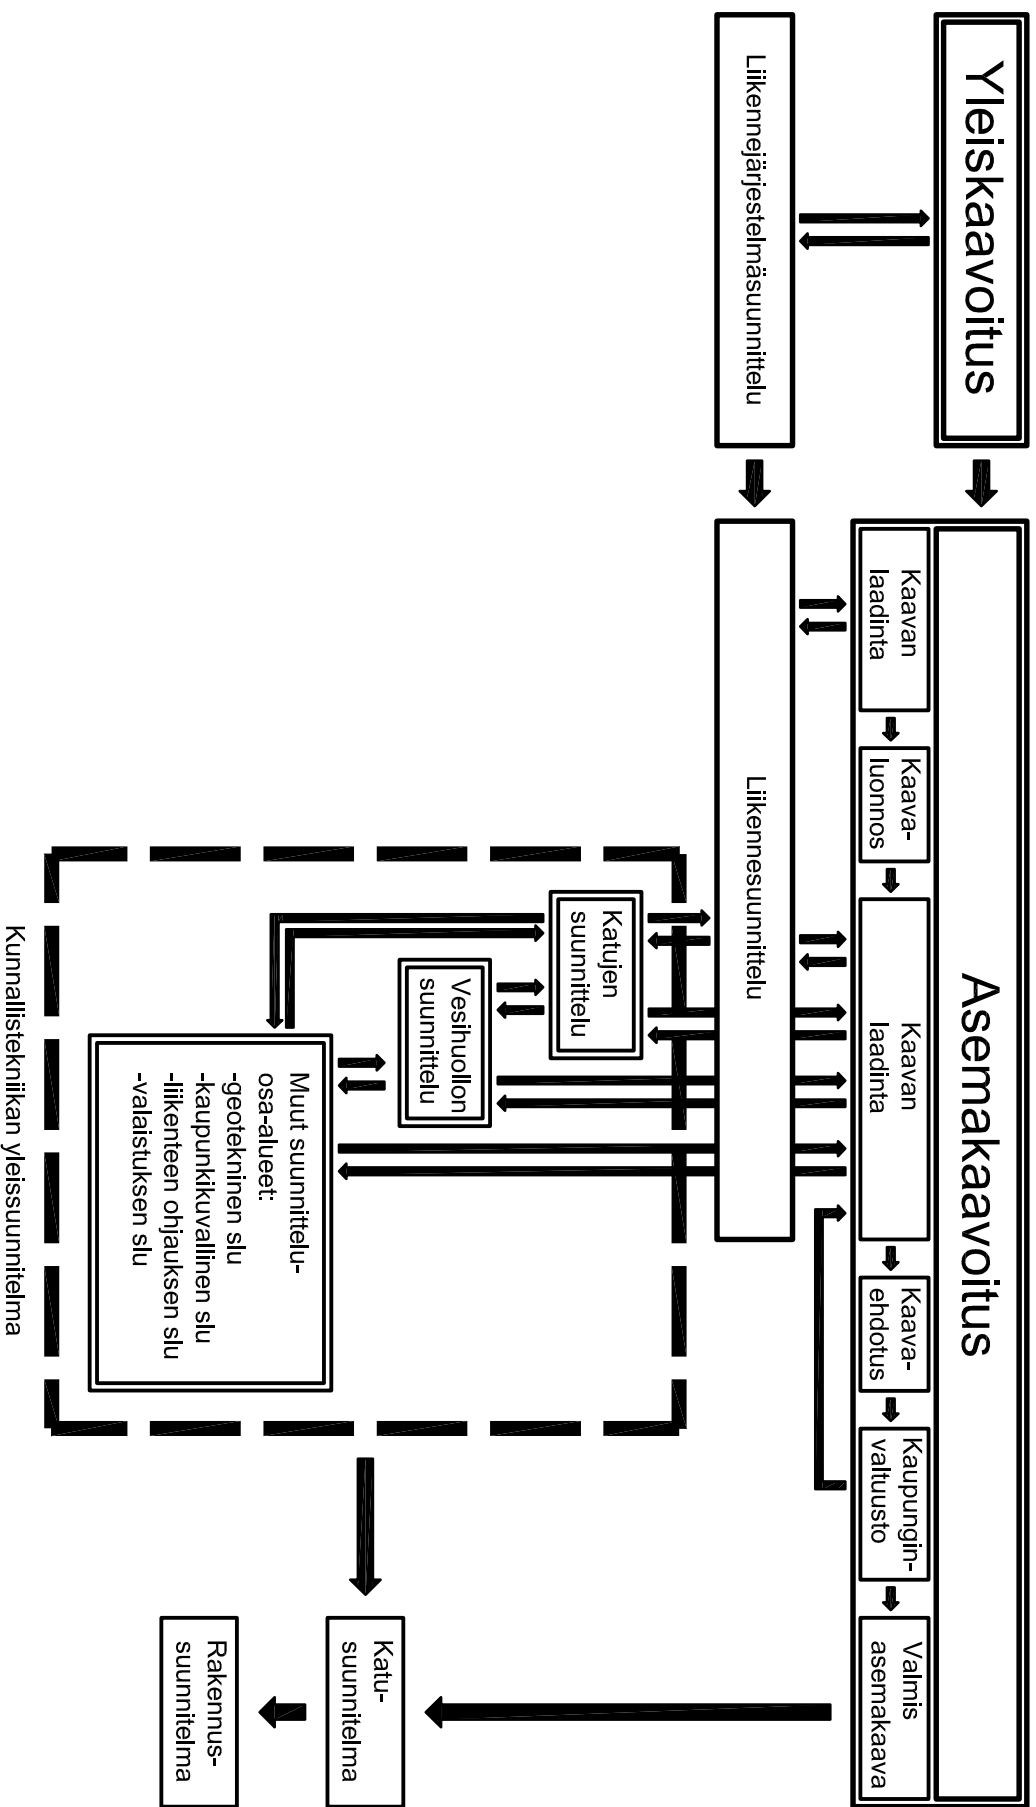 Yleiskaavoitus
Asemakaavoitus
Kaavan
laadinta
Kaava-
luonnos
Kaavan
laadinta
Kaava-
ehdotus
Kaupungin-
valtuusto
Valmis
asemakaava
Liikennejärjestelmäsuunnittelu
Liikennesuunnittelu
Katujen
suunnittelu
Vesihuollon
suunnittelu
Muut suunnittelu-
osa-alueet:
-geotekninen slu
-kaupunkikuvallinen slu
-liikenteen ohjauksen slu
-valaistuksen slu
Katu-
suunnitelma
Rakennus-
suunnitelma
Kunnallistekniikan yleissuunnitelma